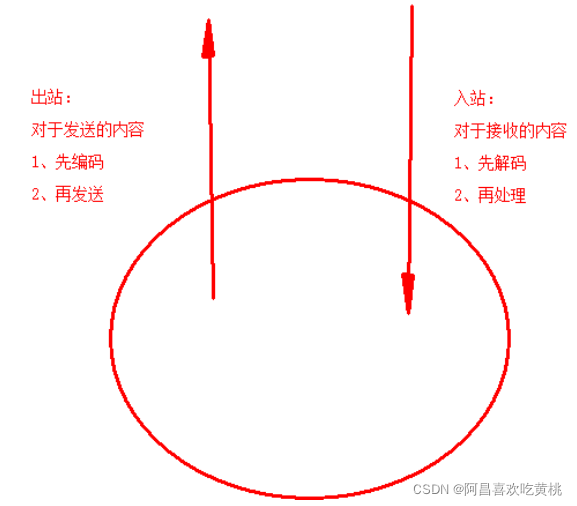 出站：
对于发送的内容
1、先编码
2、再发送
入站：
对于接收的内容
1、先解码
2、再处理
CSDN @阿昌喜欢吃黄桃